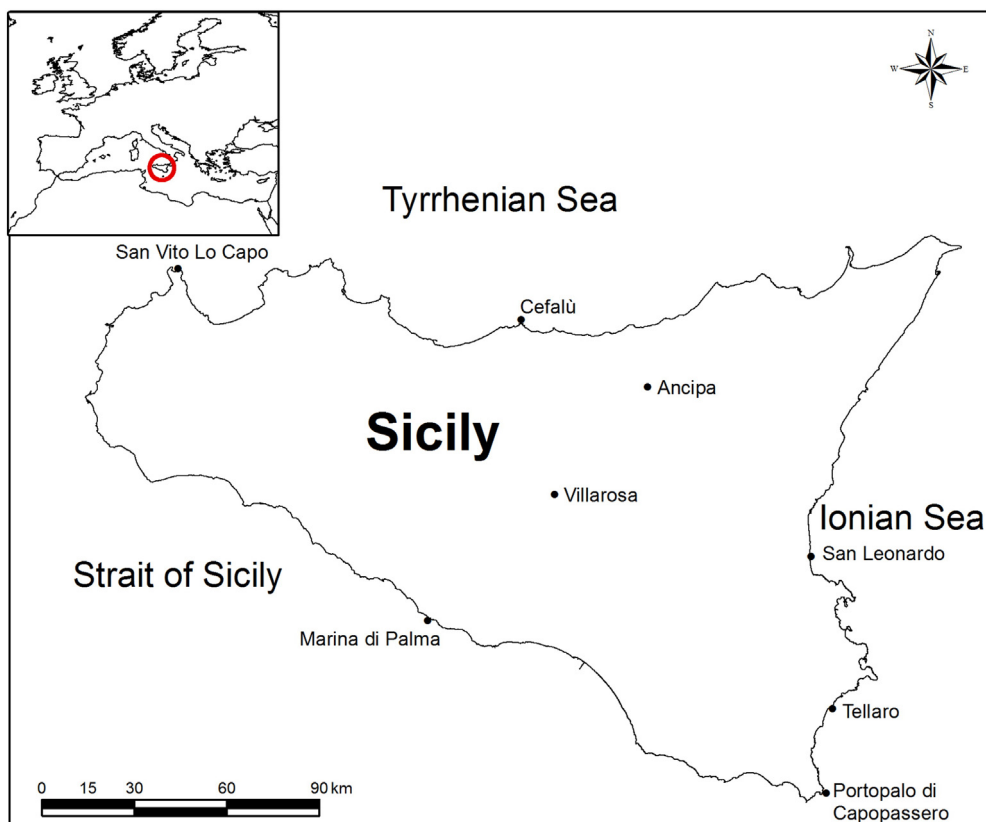 N
W E
S
Tyrrhenian Sea
San Vito Lo Capo
Cefalù
Ancipa
Sicily
Villarosa
Ionian Sea
San Leonardo
Strait of Sicily
Marina di Palma
Tellaro
0 15 30 60 90 km
Portopalo di
Capopassero